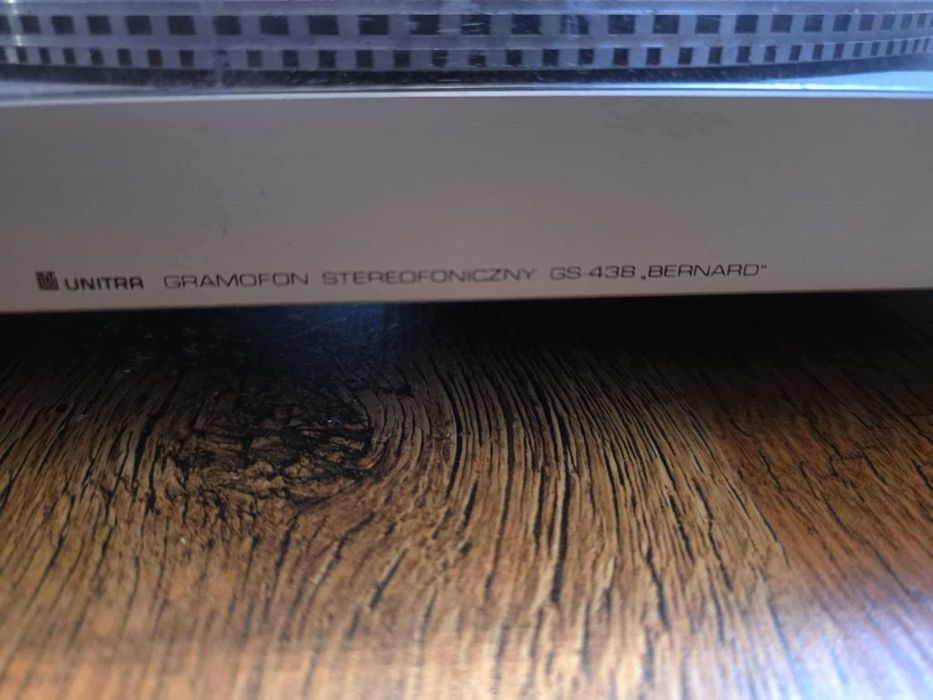 UNITRA GRAMOFON STEREOFONICZNY GS-438 „BERNARD”